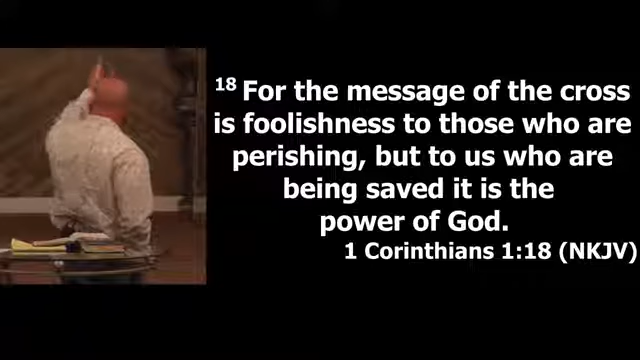 18 For the message of the cross
is foolishness to those who are
perishing, but to us who are
being saved it is the
power of God.
1 Corinthians 1:18 (NKJV)